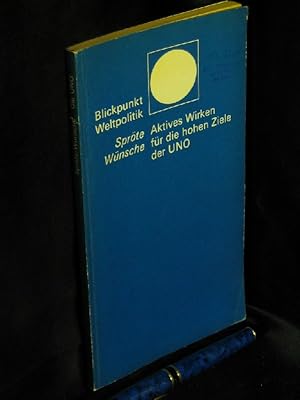 Blickpunkt
Weltpolitik
Spröte
Wünsche
Aktives Wirken
für die hohen Ziele
der UNO